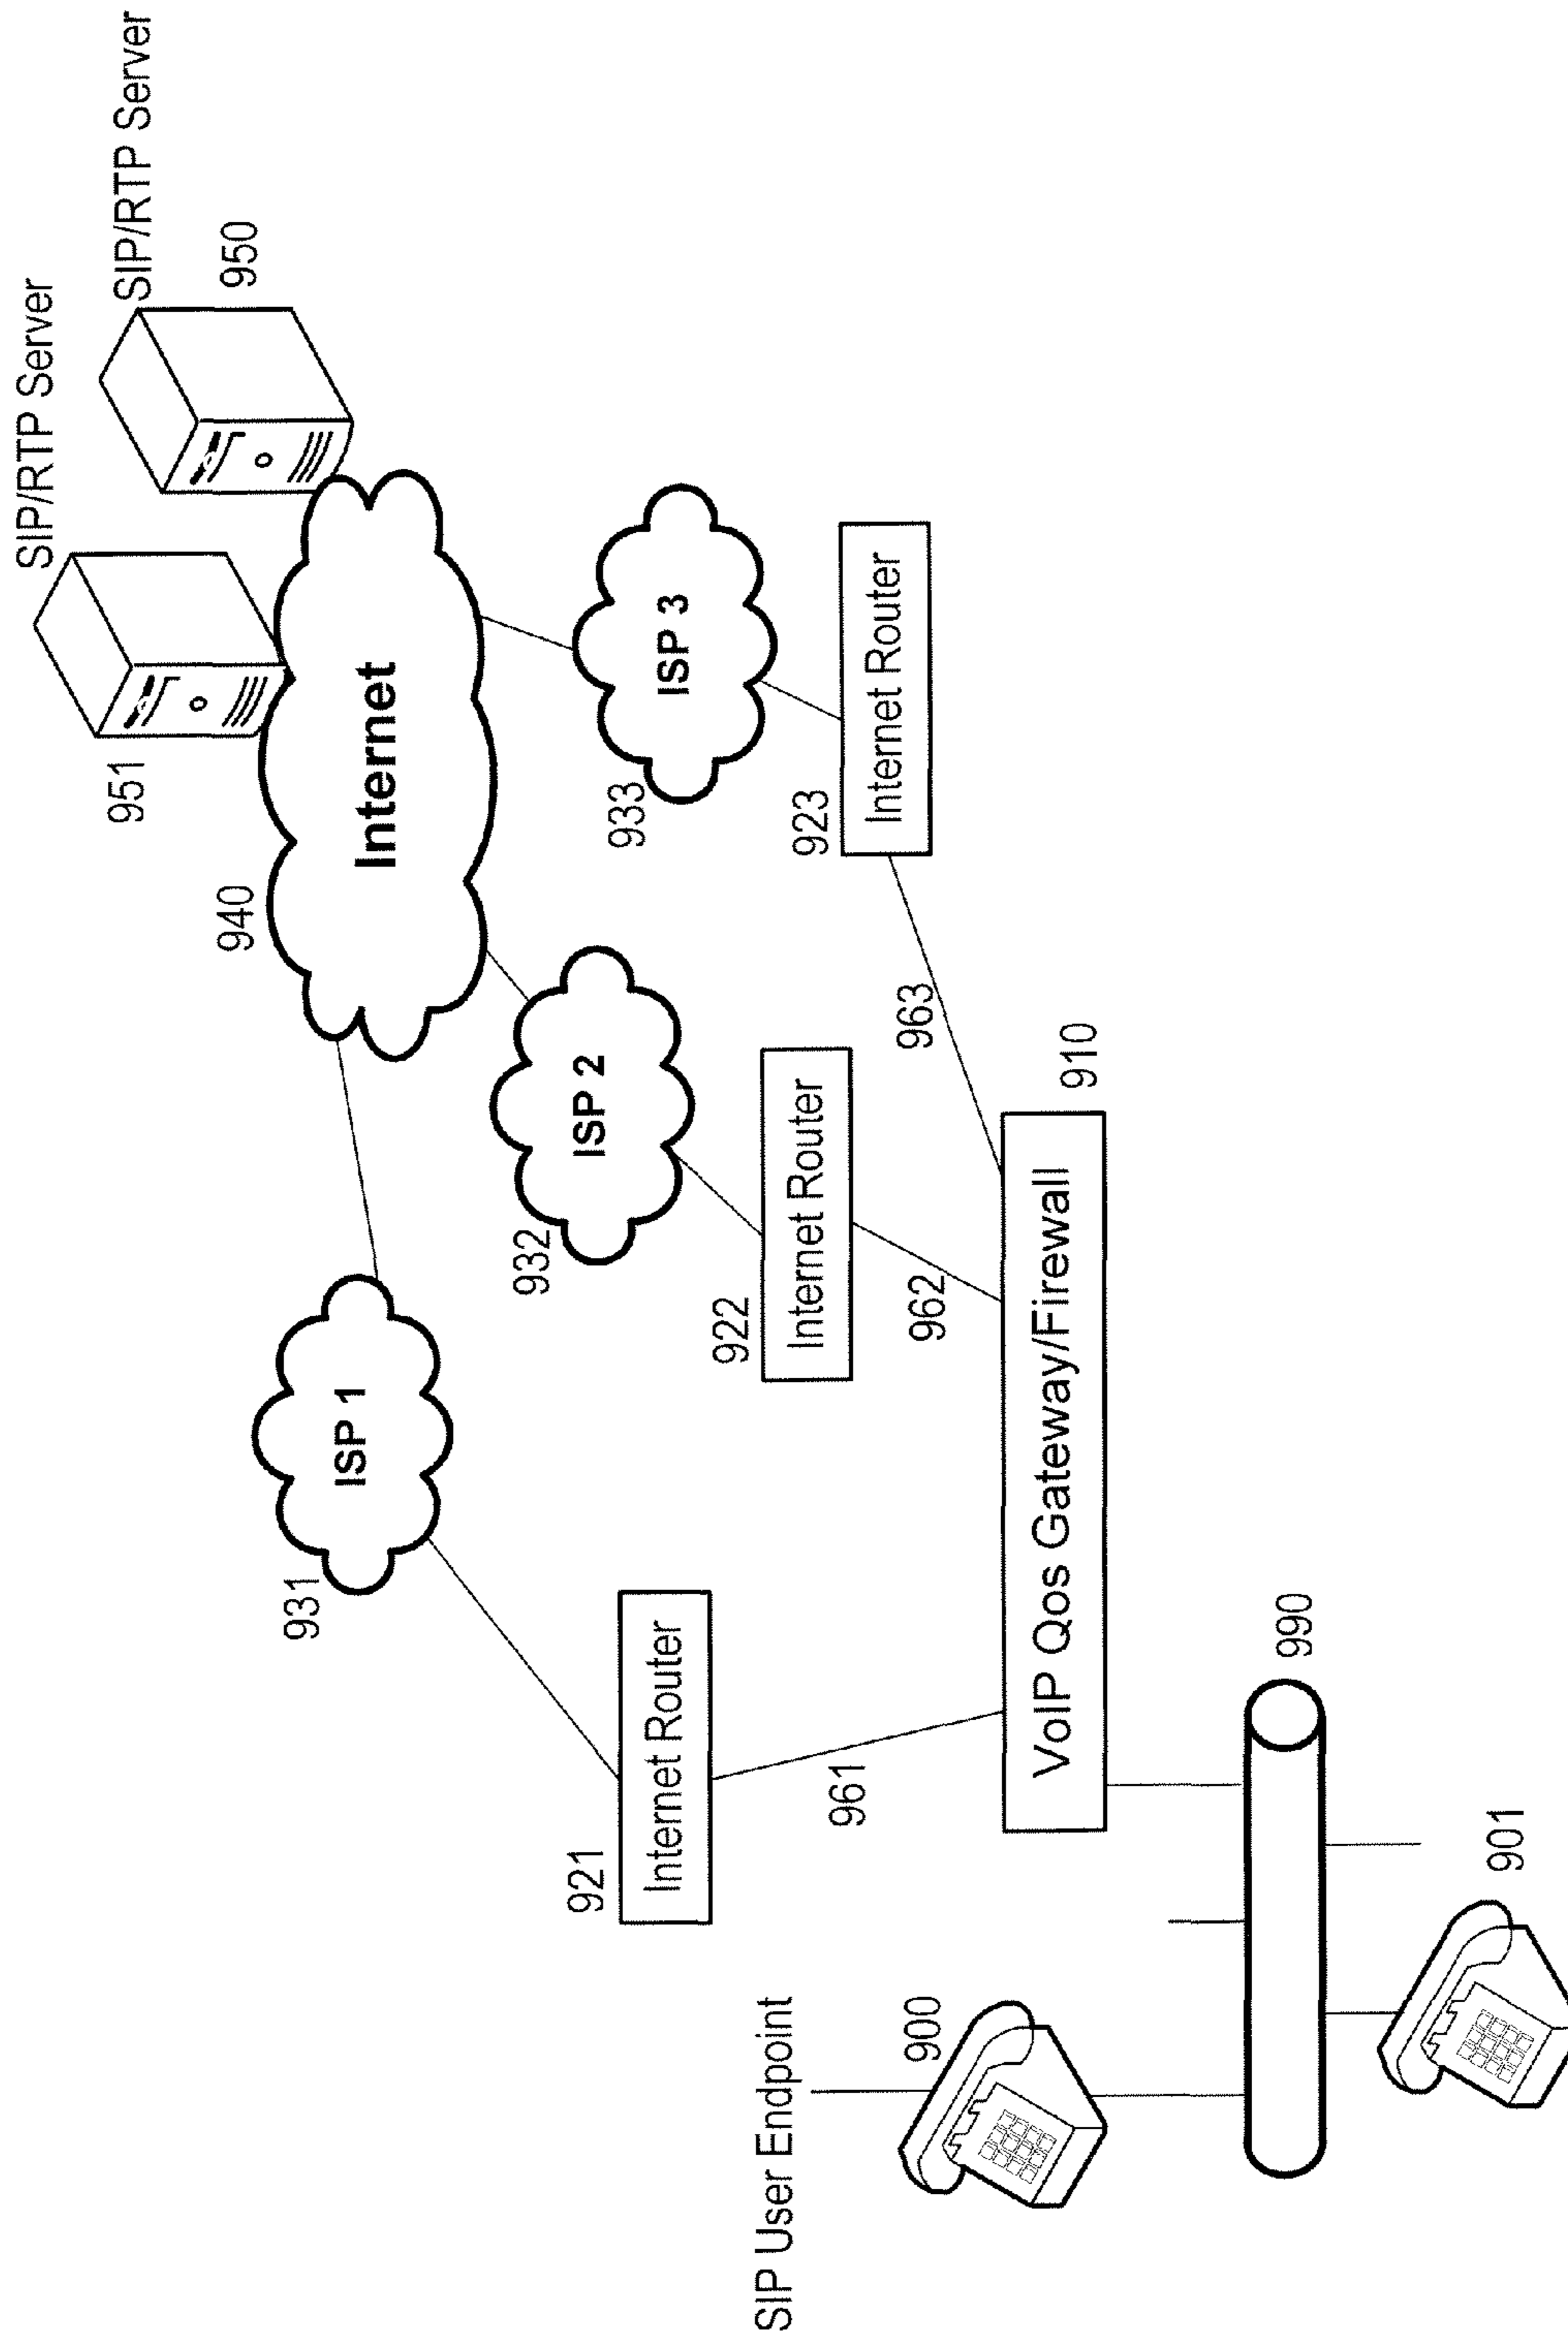 SIP/RTP Server
SIP/RTP Server
951
950
940
Internet
931
ISP 1
932
ISP 2
933
ISP 3
921
Internet Router
922
Internet Router
923
Internet Router
961
962
963
SIP User Endpoint
900
VoIP Qos Gateway/Firewall
910
990
901